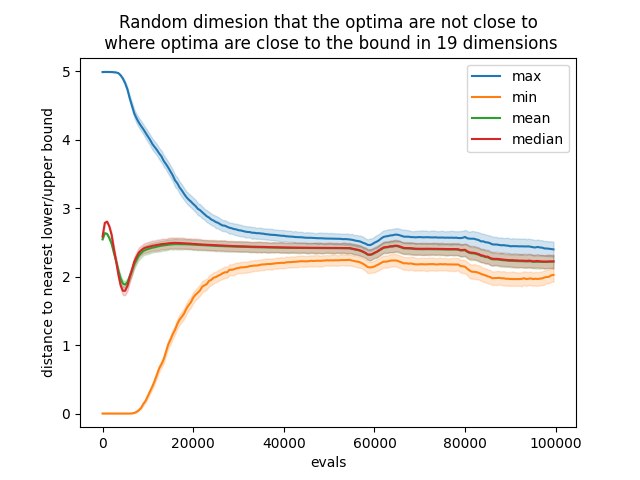 Random dimesion that the optima are not close to
where optima are close to the bound in 19 dimensions
distance to nearest lower/upper bound
5
4
3
2
1
0
max
min
mean
median
0
20000
40000
60000
80000
100000
evals